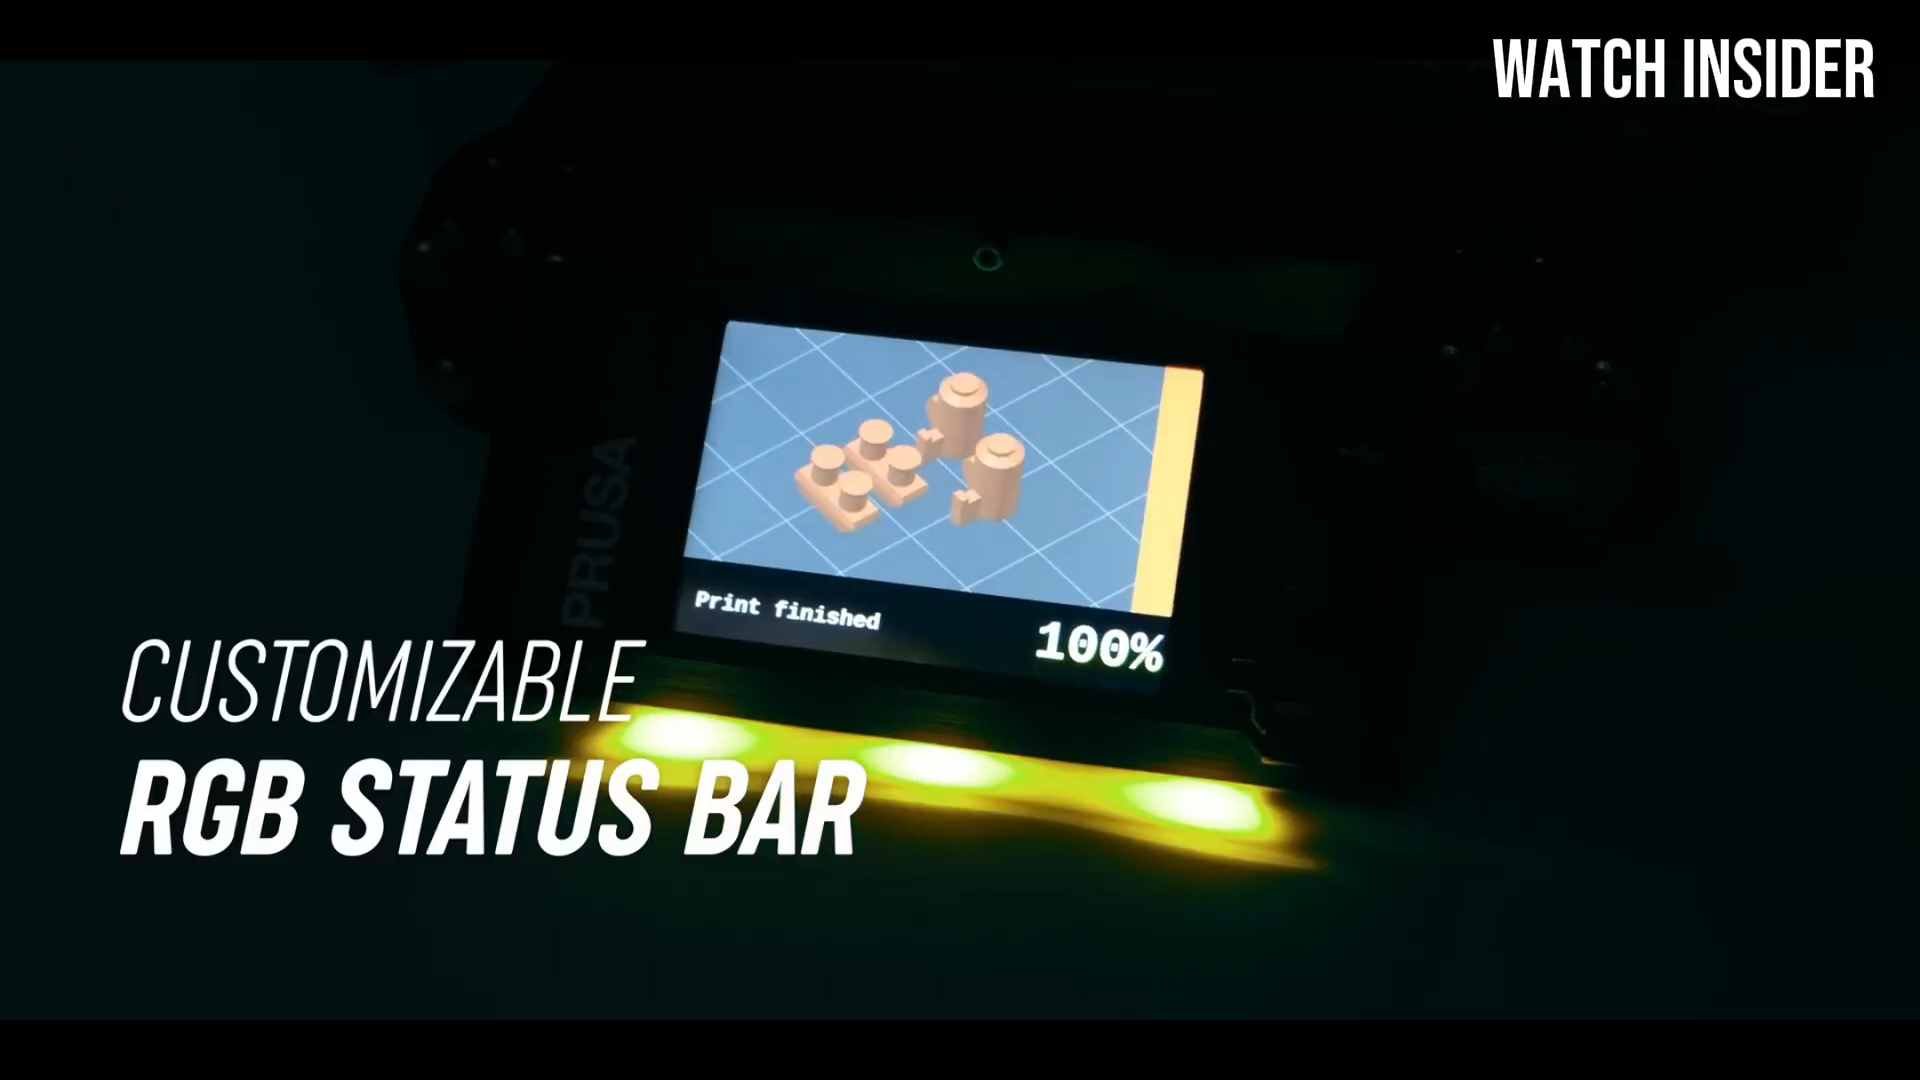 WATCH INSIDER
PRUSA
Print finished
100%
CUSTOMIZABLE
RGB STATUS BAR